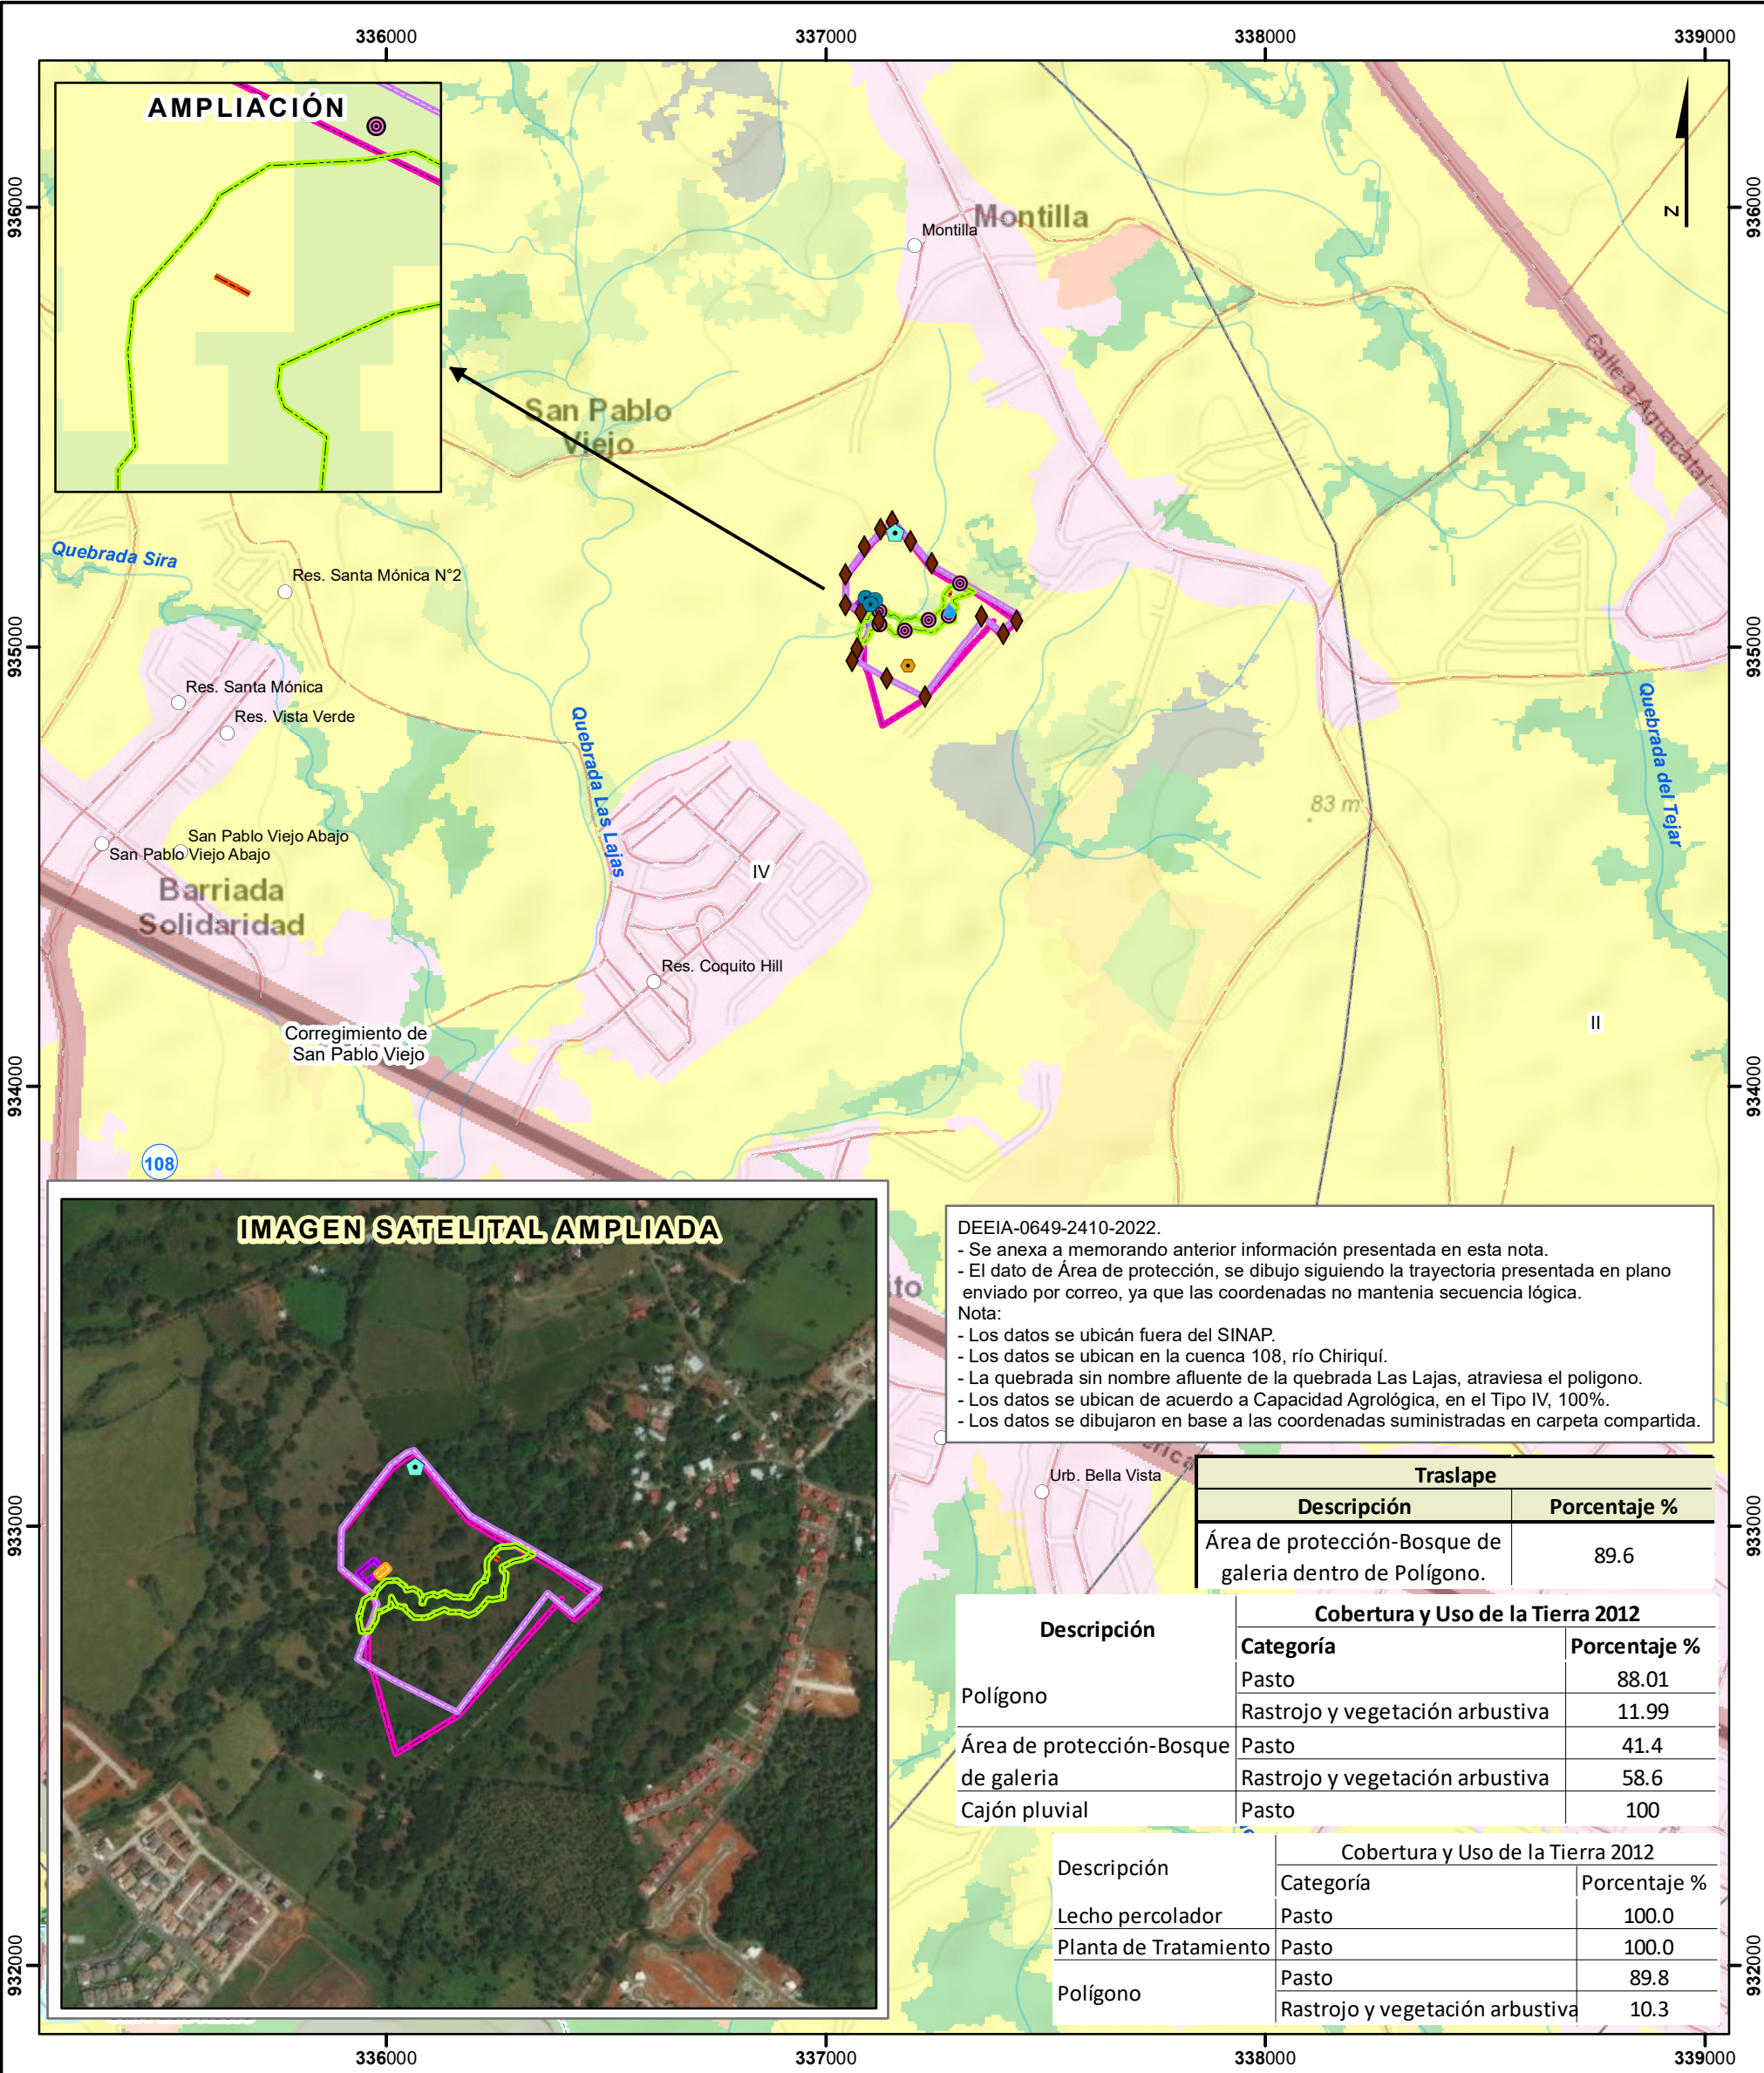 336000
337000
338000
339000
936000
935000
934000
933000
932000
936000
935000
934000
933000
932000
AMPLIACIÓN
N
Montilla
Montilla
San Pablo
Viejo
Calle a Aguacatal
Quebrada Sira
Res. Santa Mónica N°2
Res. Santa Mónica
Res. Vista Verde
Quebrada Las Lajas
Quebrada del Tejar
83 m
San Pablo Viejo Abajo
San Pablo Viejo Abajo
Barriada
Solidaridad
IV
Res. Coquito Hill
II
Corregimiento de
San Pablo Viejo
108
IMAGEN SATELITAL AMPLIADA
DEEIA-0649-2410-2022.
- Se anexa a memorando anterior información presentada en esta nota.
- El dato de Área de protección, se dibujo siguiendo la trayectoria presentada en plano
enviado por correo, ya que las coordenadas no mantenia secuencia lógica.
Nota:
- Los datos se ubicán fuera del SINAP.
- Los datos se ubican en la cuenca 108, río Chiriquí.
- La quebrada sin nombre afluente de la quebrada Las Lajas, atraviesa el poligono.
- Los datos se ubican de acuerdo a Capacidad Agrológica, en el Tipo IV, 100%.
- Los datos se dibujaron en base a las coordenadas suministradas en carpeta compartida.
Urb. Bella Vista
Traslape
Descripción Porcentaje %
Área de protección-Bosque de
galeria dentro de Polígono. 89.6
Descripción Cobertura y Uso de la Tierra 2012
Categoría Porcentaje %
Polígono Pasto 88.01
Rastrojo y vegetación arbustiva 11.99
Área de protección-Bosque Pasto 41.4
de galeria Rastrojo y vegetación arbustiva 58.6
Cajón pluvial Pasto 100
Descripción Cobertura y Uso de la Tierra 2012
Categoría Porcentaje %
Lecho percolador Pasto 100.0
Planta de Tratamiento Pasto 100.0
Polígono Pasto 89.8
Rastrojo y vegetación arbustiva 10.3
336000
337000
338000
339000